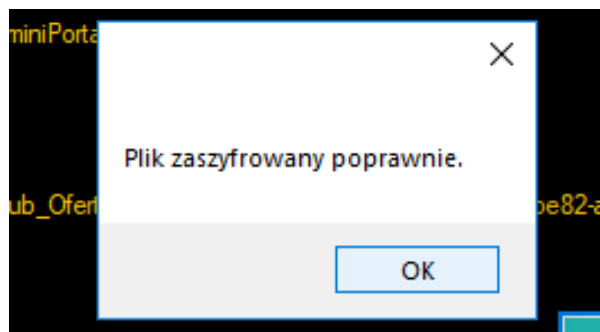 miniPorta
Plik zaszyfrowany poprawnie.
ub_Ofert
be82-a
OK